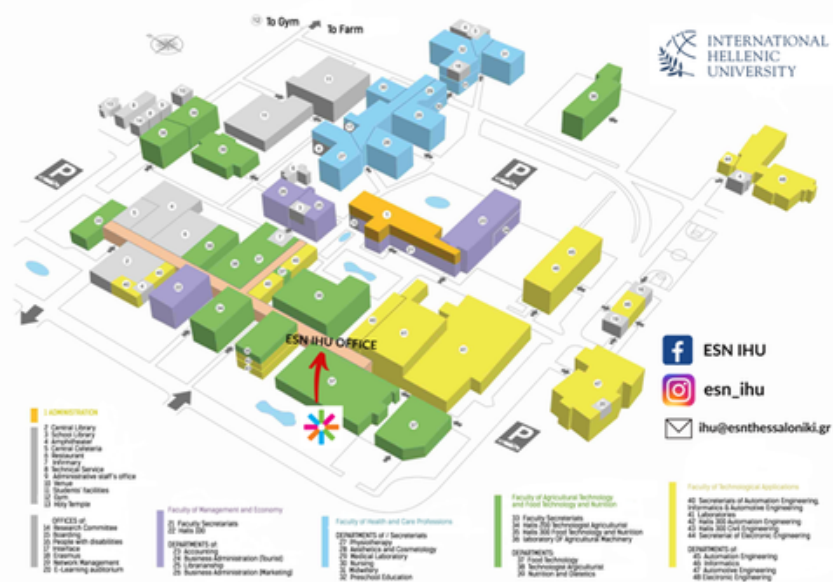 To Gym
To Farm
INTERNATIONAL
HELLENIC
UNIVERSITY
P
P
P
ESN IHU OFFICE
ESN IHU
esn_ihu
ihu@esnthessaloniki.gr
1 ADMINISTRATION
2 Central Library
3 School Library
4 Amphitheater
5 Central Cafeteria
6 Restaurant
7 Infirmary
8 Technical Service
9 Administrative staff's office
10 Venue
11 Students' facilities
12 Gym
13 Holy Temple
OFFICES of:
14 Research Committee
15 Boarding
16 People with disabilities
17 Interface
18 Erasmus
19 Network Management
20 E-Learning auditorium
Faculty of Management and Economy
21 Faculty Secretariats
22 Halls 100
DEPARTMENTS OF:
23 Accounting
24 Business Administration (Tourist)
25 Librarianship
26 Business Administration (Marketing)
Faculty of Health and Care Professions
DEPARTMENTS of / Secretariats
27 Physiotherapy
28 Aesthetics and Cosmetology
29 Medical Laboratory
30 Nursing
31 Midwifery
32 Preschool Education
Faculty of Agricultural Technology
and Food Technology and Nutrition
33 Faculty Secretariats
34 Halls 200 Technologist Agriculturist
35 Halls 300 Food Technology and Nutrition
36 laboratory OF Agricultural Machinery
DEPARTMENTS OF:
37 Food Technology
38 Technologist Argiculturist
39 Nutrition and Dietetics
Faculty of Technological Applications
40 Secretariats of Automation Engineering,
Informatics & Automotive Engineering
41 Laboratories
42 Halls 300 Automation Engineering
43 Halls 300 Civil Engineering
44 Secretariat of Electronic Engineering
DEPARTMENTS OF:
45 Automation Engineering
46 Informatics
47 Automotive Engineering
48 Electronic Engineering